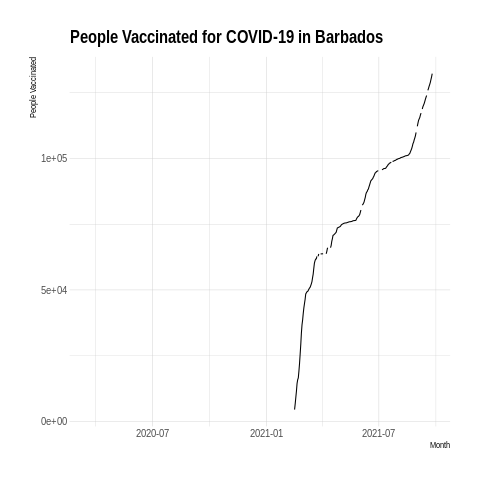 People Vaccinated for COVID-19 in Barbados
People Vaccinated
1e+05
5e+04
0e+00
2020-07
2021-01
2021-07
Month